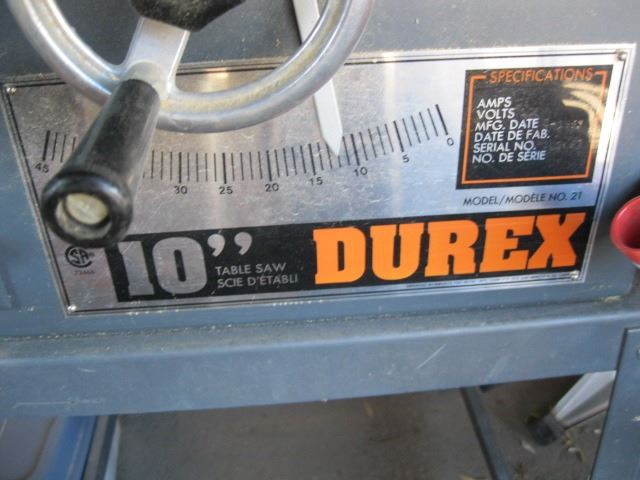 SPECIFICATIONS
AMPS
VOLTS
MFG. DATE
DATE DE FAB.
SERIAL NO.
NO. DE SÉRIE
45 30 25 20 15 10 5 0
MODEL/MODÈLE NO. 21
10”
TABLE SAW
SCIE D'ÉTABLI
DUREX